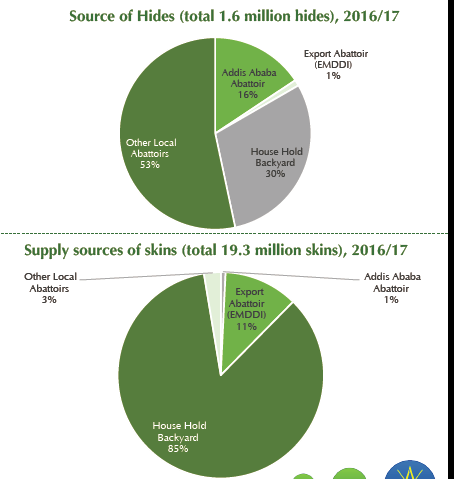 Source of Hides (total 1.6 million hides), 2016/17
Export Abattoir
(EMDDI)
1%
Addis Ababa
Abattoir
16%
Other Local
Abattoirs
53%
House Hold
Backyard
30%
Supply sources of skins (total 19.3 million skins), 2016/17
Other Local
Abattoirs
3%
Addis Ababa
Abattoir
1%
Export
Abattoir
(EMDDI)
11%
House Hold
Backyard
85%